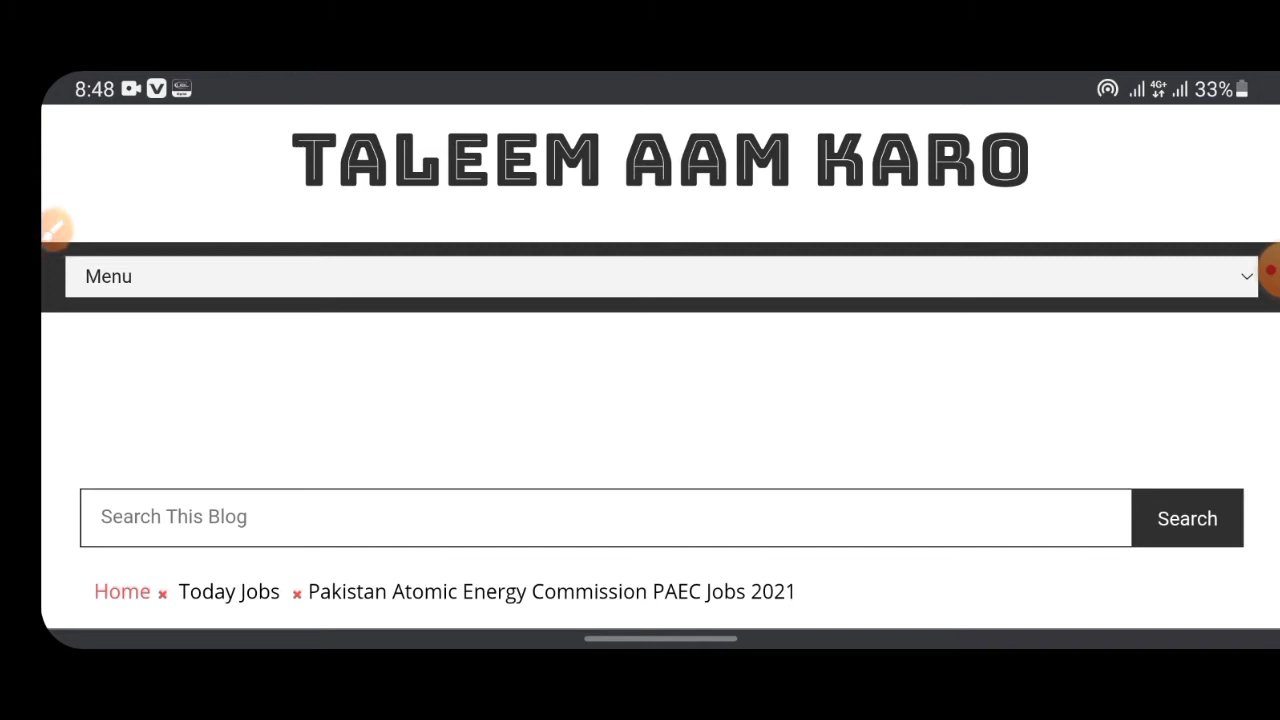 8:48
4G+ 33%
TALEEM AAM KARO
Menu
Search This Blog
Search
Home × Today Jobs × Pakistan Atomic Energy Commission PAEC Jobs 2021